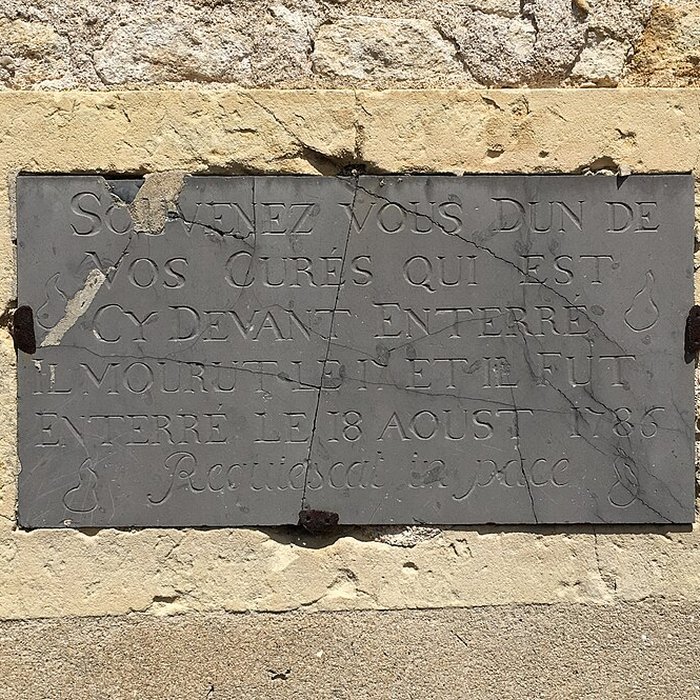 SOUVENEZ VOUS DUN DE
VOS CURÉS QUI EST
CY DEVANT ENTERRÉ
IL MOURUT LE 17 ET IL FUT
ENTERRÉ LE 18 AOUST 1786
Requiescat in pace